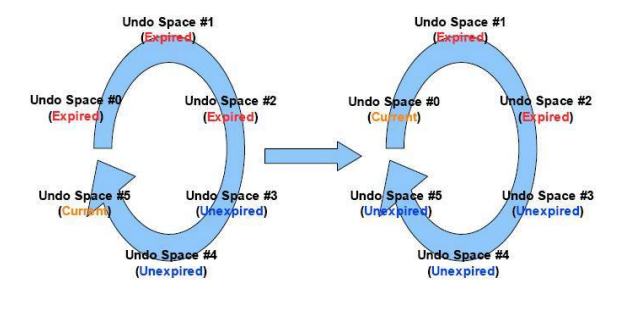 Undo Space #1
(Expired)
Undo Space #0
(Expired)
Undo Space #2
(Expired)
Undo Space #5
(Current)
Undo Space #3
(Unexpired)
Undo Space #4
(Unexpired)
Undo Space #1
(Expired)
Undo Space #0
(Current)
Undo Space #2
(Expired)
Undo Space #5
(Unexpired)
Undo Space #3
(Unexpired)
Undo Space #4
(Unexpired)